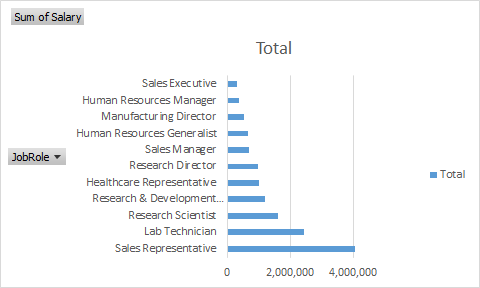 Sum of Salary
Total
Sales Executive
Human Resources Manager
Manufacturing Director
Human Resources Generalist
Sales Manager
JobRole
Research Director
Healthcare Representative
Total
Research & Development...
Research Scientist
Lab Technician
Sales Representative
0 2,000,000 4,000,000